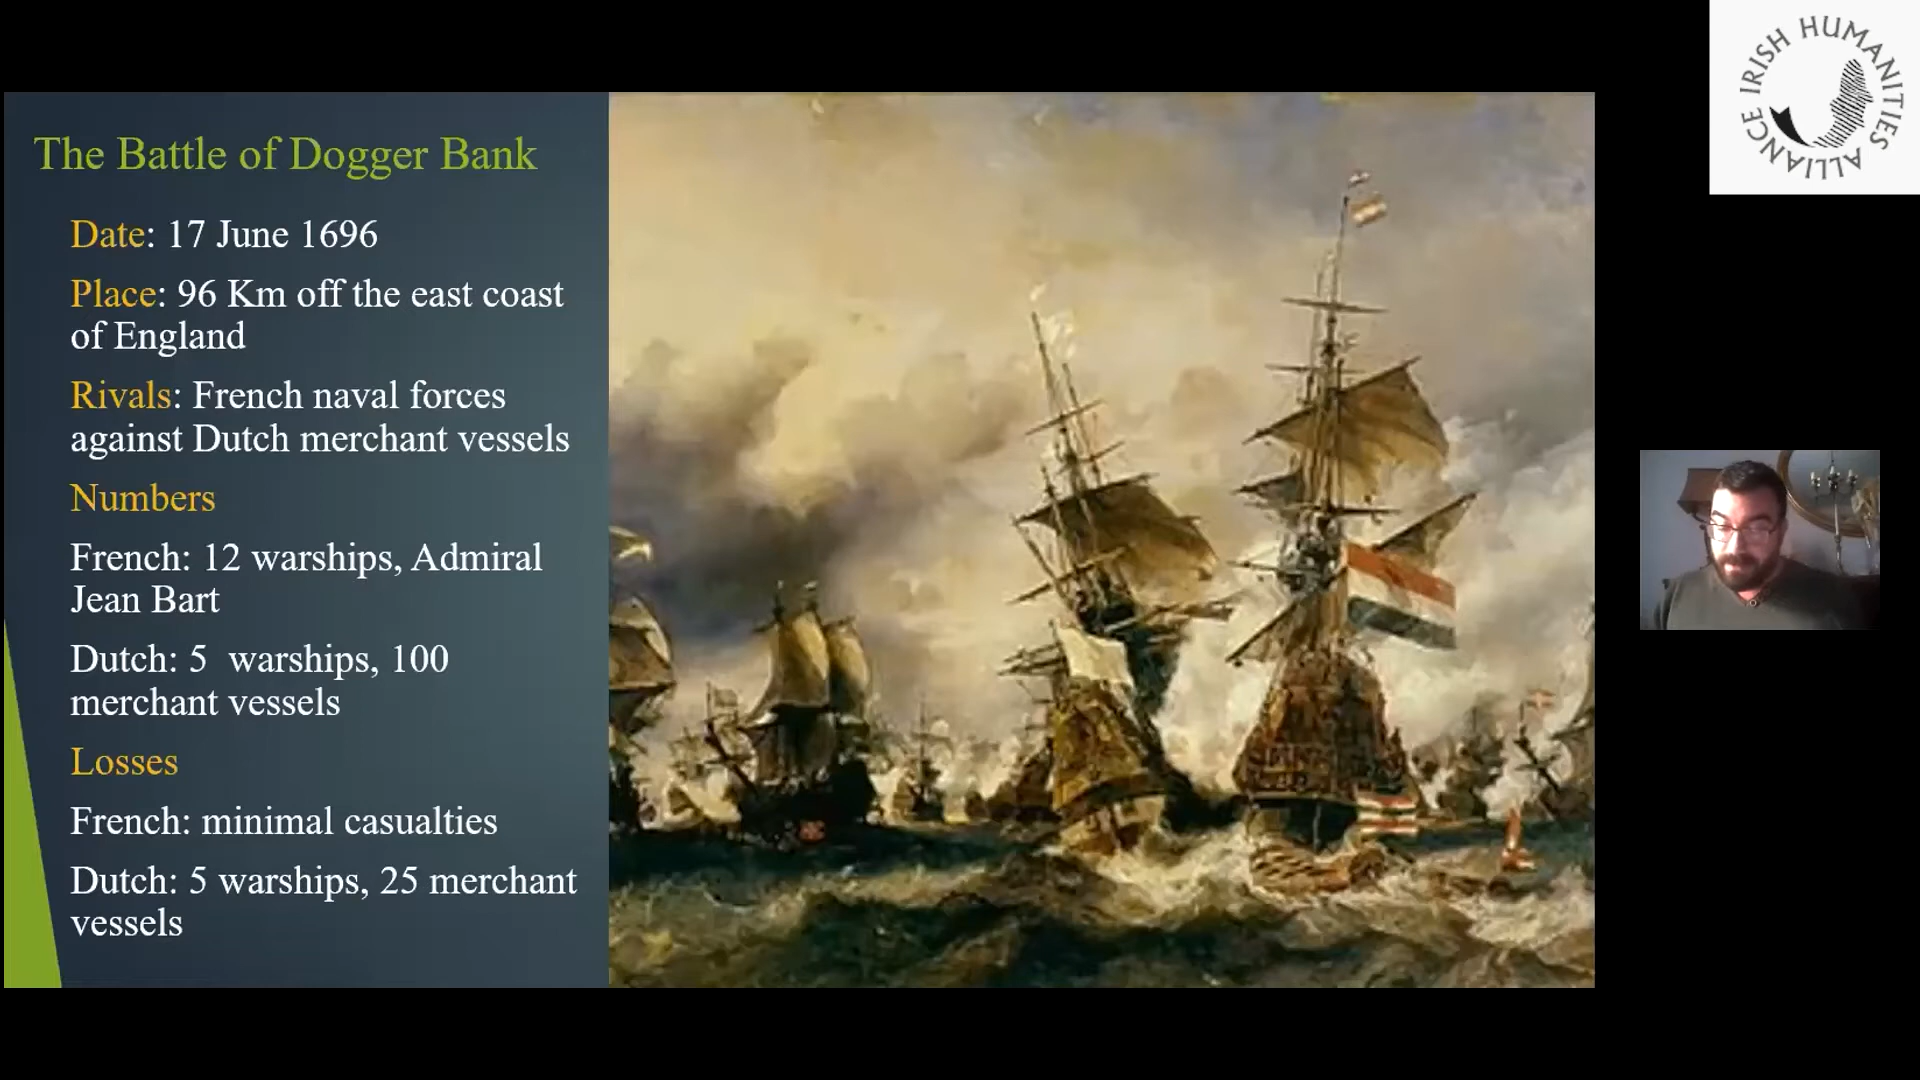 The Battle of Dogger Bank
Date: 17 June 1696
Place: 96 Km off the east coast
of England
Rivals: French naval forces
against Dutch merchant vessels
Numbers
French: 12 warships, Admiral
Jean Bart
Dutch: 5  warships, 100
merchant vessels
Losses
French: minimal casualties
Dutch: 5 warships, 25 merchant
vessels
IRISH HUMANITIES ALLIANCE